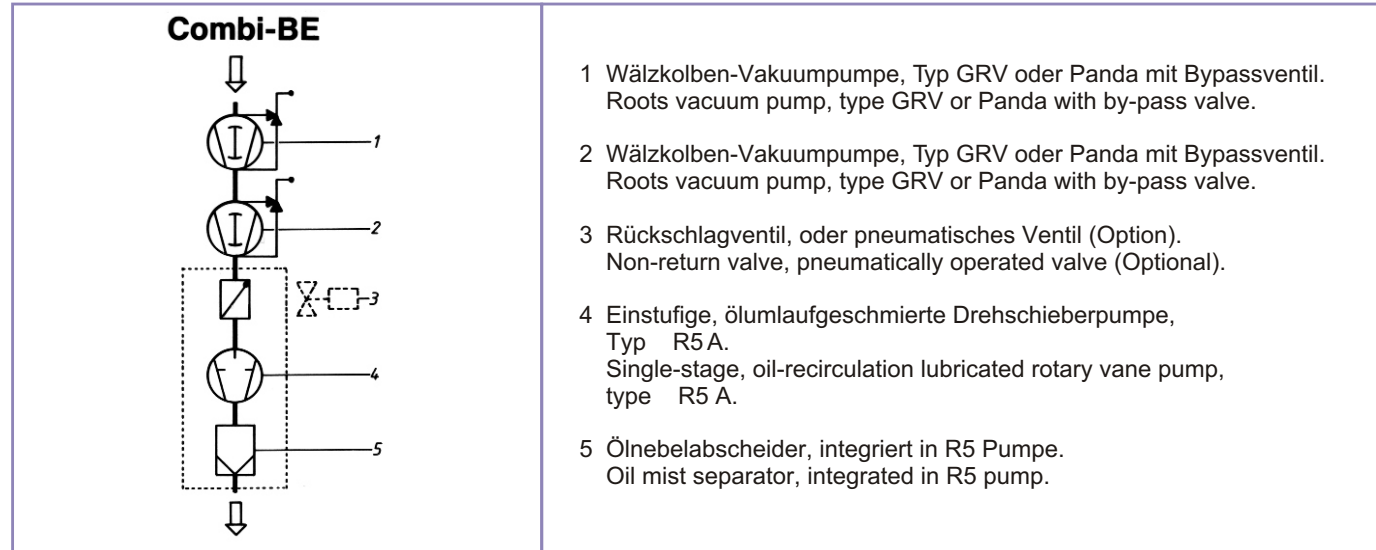 Combi-BE
1
2
3
4
5
1 Wälzkolben-Vakuumpumpe, Typ GRV oder Panda mit Bypassventil.
Roots vacuum pump, type GRV or Panda with by-pass valve.
2 Wälzkolben-Vakuumpumpe, Typ GRV oder Panda mit Bypassventil.
Roots vacuum pump, type GRV or Panda with by-pass valve.
3 Rückschlagventil, oder pneumatisches Ventil (Option).
Non-return valve, pneumatically operated valve (Optional).
4 Einstufige, ölumlaufgeschmierte Drehschieberpumpe,
Typ R5 A.
Single-stage, oil-recirculation lubricated rotary vane pump,
type R5 A.
5 Ölnebelabscheider, integriert in R5 Pumpe.
Oil mist separator, integrated in R5 pump.